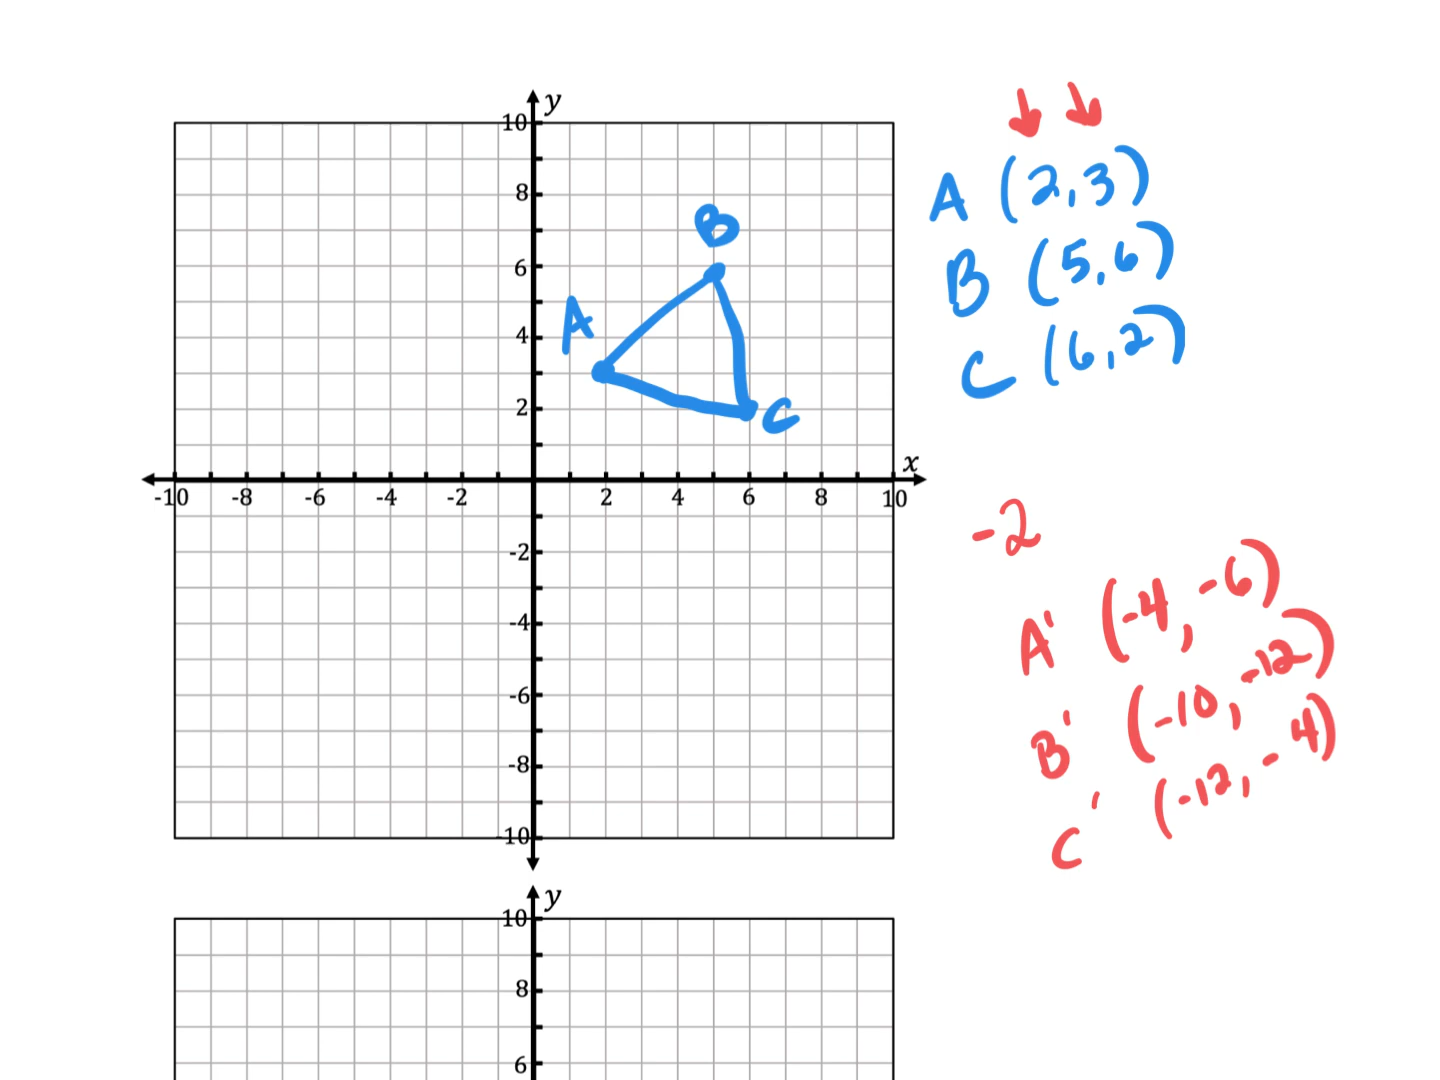 y
10
8
6
4
2
B
A
C
x
-10 -8 -6 -4 -2 2 4 6 8 10
-2
-4
-6
-8
-10
A (2,3)
B (5,6)
C (6,2)
-2
A' (-4, -6)
B' (-10, -12)
C' (-12, -4)
y
10
8
6